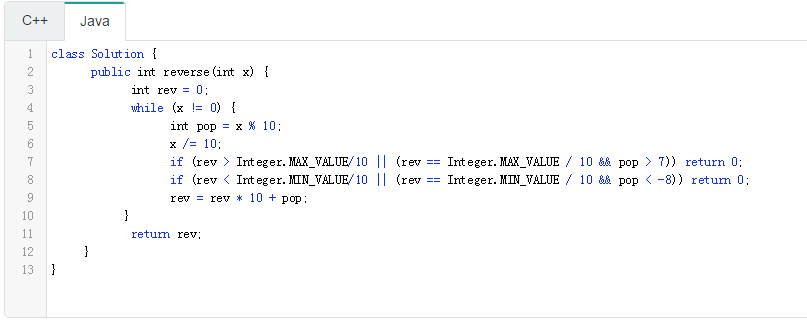 C++ Java
1 class Solution {
2 public int reverse(int x) {
3 int rev = 0;
4 while (x != 0) {
5 int pop = x % 10;
6 x /= 10;
7 if (rev > Integer.MAX_VALUE/10 || (rev == Integer.MAX_VALUE / 10 && pop > 7)) return 0;
8 if (rev < Integer.MIN_VALUE/10 || (rev == Integer.MIN_VALUE / 10 && pop < -8)) return 0;
9 rev = rev * 10 + pop;
10 }
11 return rev;
12 }
13 }